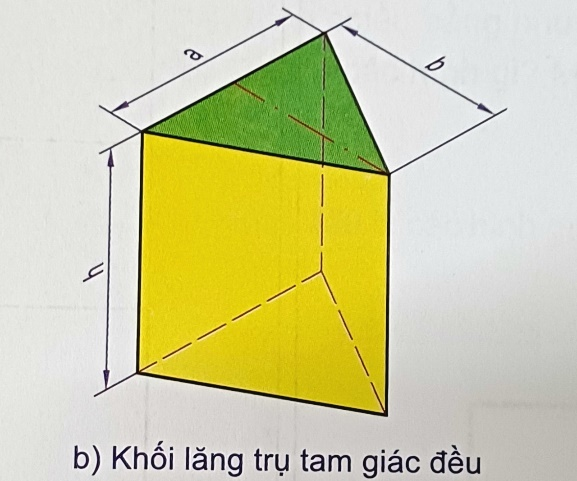 a
b
h
b) Khối lăng trụ tam giác đều